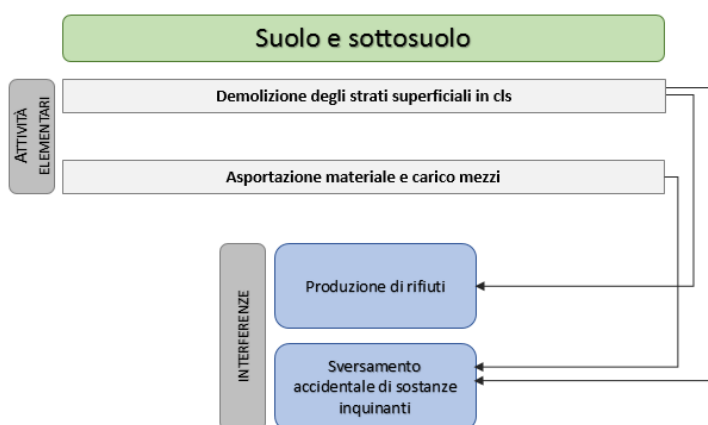 Suolo e sottosuolo
ATTIVITÀ
ELEMENTARI
Demolizione degli strati superficiali in cls
Asportazione materiale e carico mezzi
INTERFERENZE
Produzione di rifiuti
Sversamento
accidentale di sostanze
inquinanti